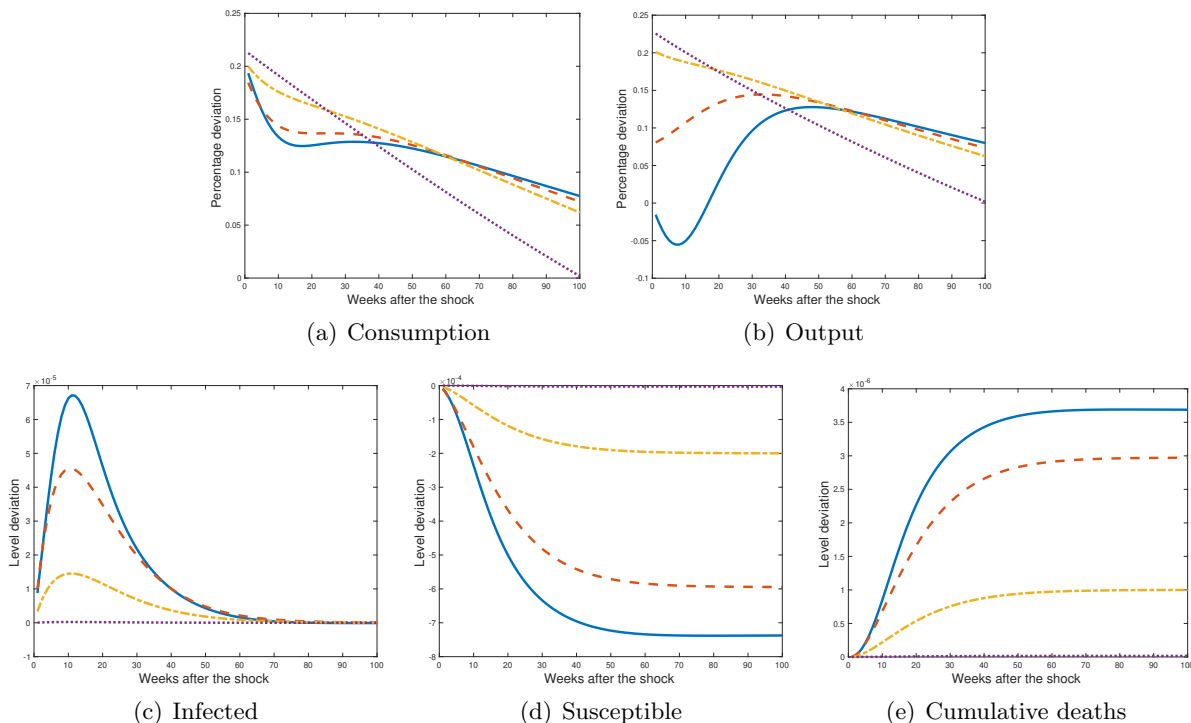 0.25
0.2
0.15
0.1
0.05
0
Percentage deviation
0 10 20 30 40 50 60 70 80 90 100
Weeks after the shock
(a) Consumption
0.25
0.2
0.15
0.1
0.05
0
-0.05
-0.1
Percentage deviation
0 10 20 30 40 50 60 70 80 90 100
Weeks after the shock
(b) Output
×10⁻⁵
7
6
5
4
3
2
1
0
-1
Level deviation
0 10 20 30 40 50 60 70 80 90 100
Weeks after the shock
(c) Infected
×10⁻⁴
0
-1
-2
-3
-4
-5
-6
-7
-8
Level deviation
0 10 20 30 40 50 60 70 80 90 100
Weeks after the shock
(d) Susceptible
×10⁻⁶
4
3.5
3
2.5
2
1.5
1
0.5
0
Level deviation
0 10 20 30 40 50 60 70 80 90 100
Weeks after the shock
(e) Cumulative deaths